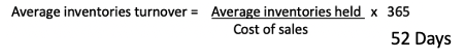 Average inventories turnover = Average inventories held x 365
Cost of sales
52 Days